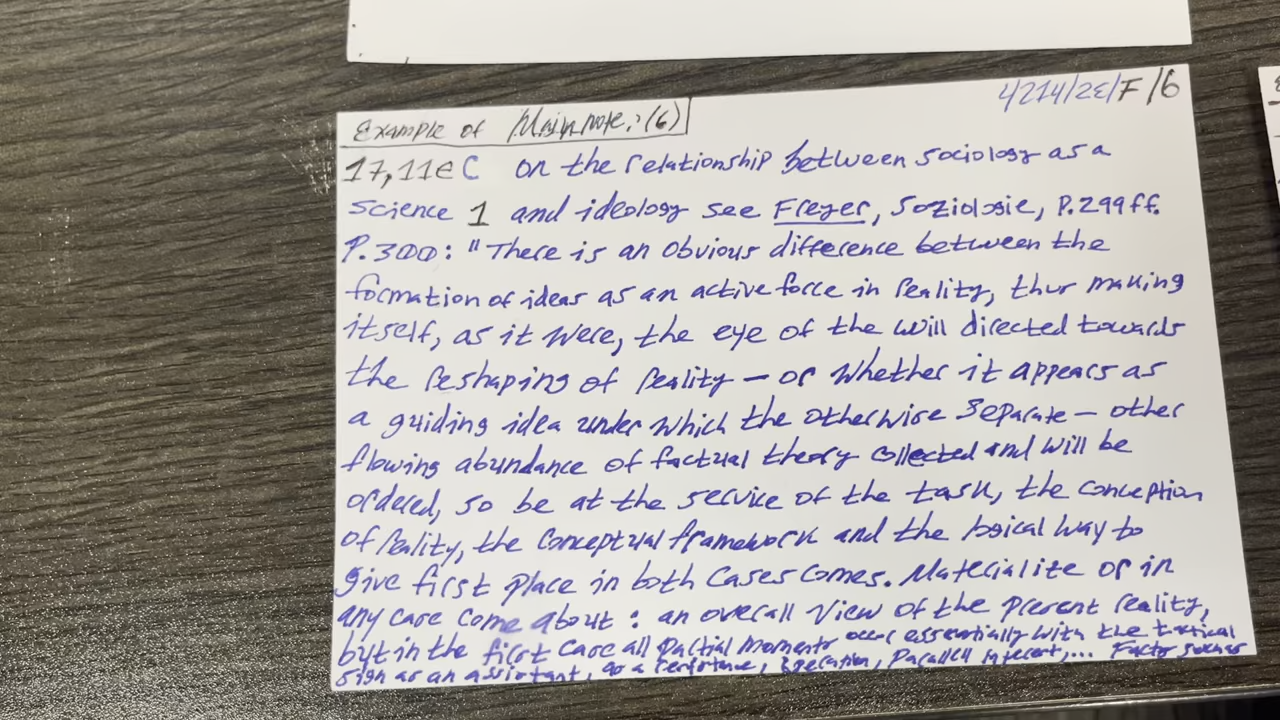 4214/2E/F/6
Example of Main note: (6)
17,11e C on the relationship between sociology as a
science 1 and ideology see Freyer, Soziologie, P.299ff.
P.300: "There is an obvious difference between the
formation of ideas as an active force in reality, thus making
itself, as it were, the eye of the will directed towards
the reshaping of reality – or whether it appears as
a guiding idea under which the otherwise separate – other
flowing abundance of factual theory collected and will be
ordered, so be at the service of the task, the conception
of reality, the conceptual framework and the logical way to
give first place in both cases comes. Materialize or in
any case come about: an overall view of the present reality,
but in the first case all partial moments occur essentially with the tactical
sign as an assistant, as a resistance, Parallel interest,... Factor such as